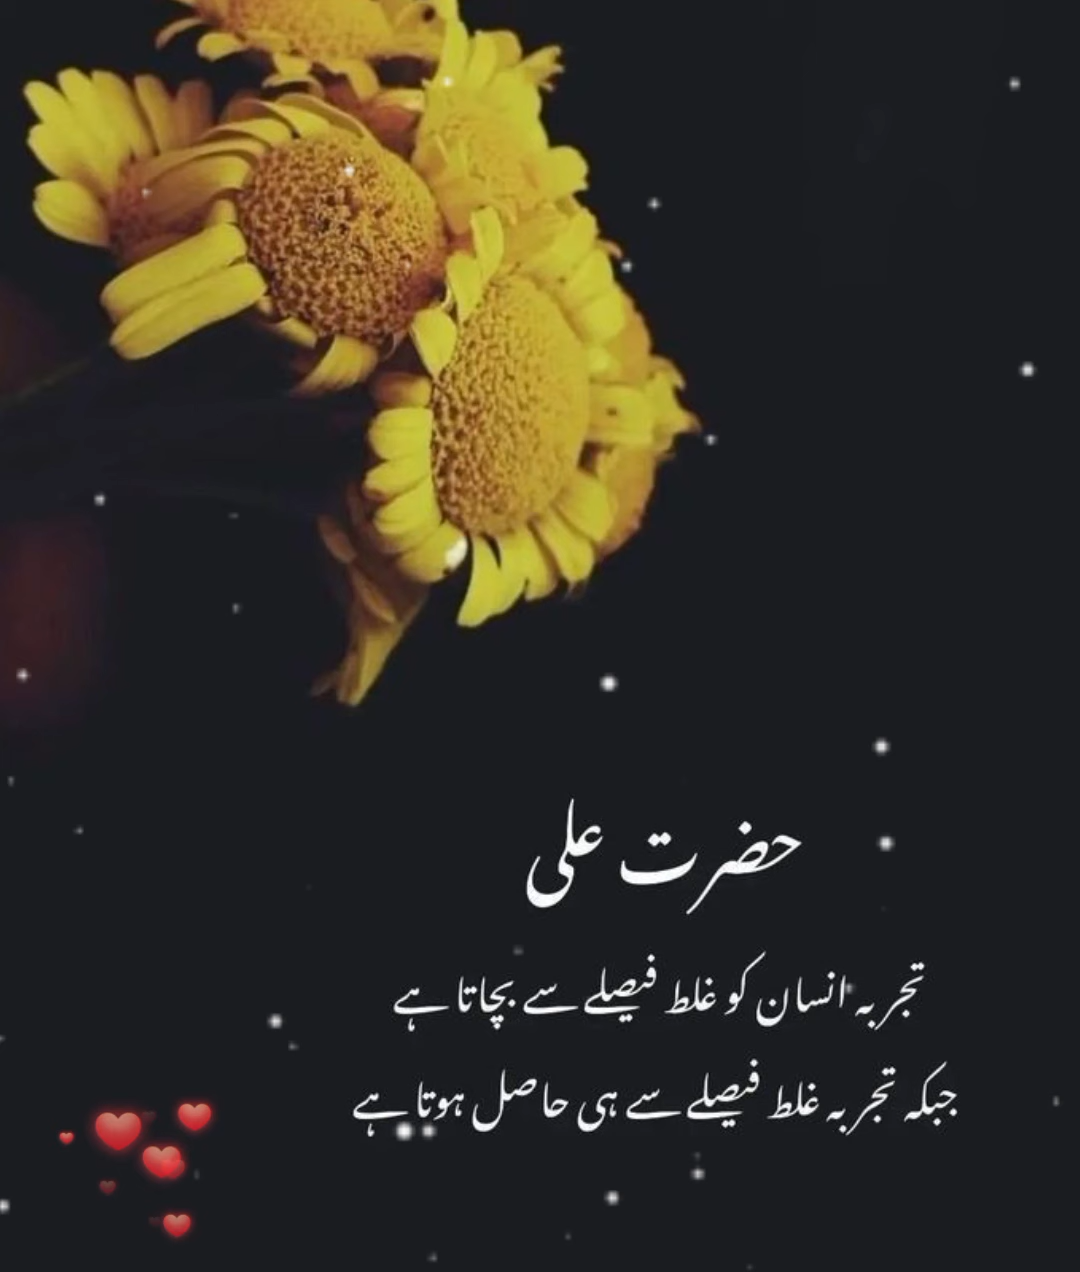 حضرت علی
تجربہ انسان کو غلط فیصلے سے بچاتا ہے
جبکہ تجربہ غلط فیصلے سے ہی حاصل ہوتا ہے